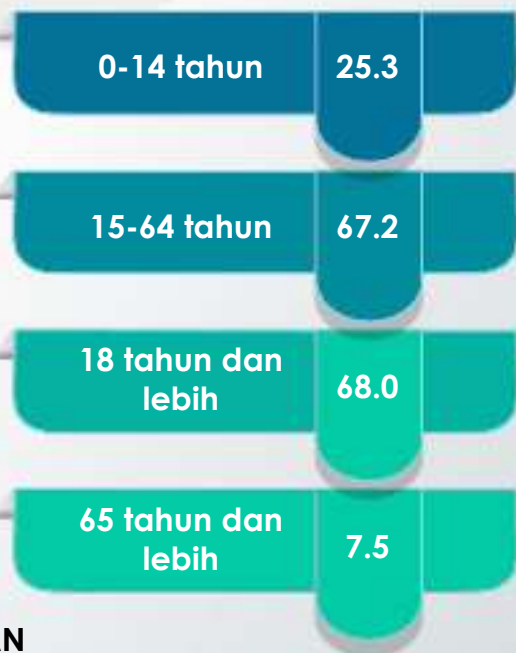 0-14 tahun 25.3
15-64 tahun 67.2
18 tahun dan
lebih 68.0
65 tahun dan
lebih 7.5